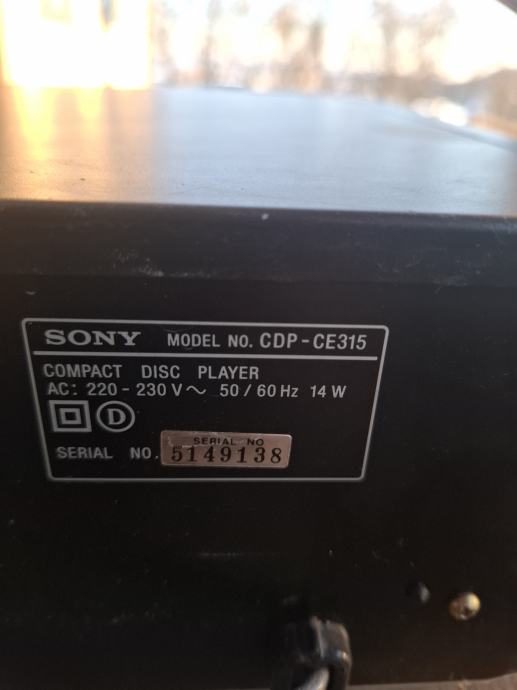 SONY MODEL NO. CDP-CE315
COMPACT DISC PLAYER
AC: 220-230 V～ 50/60 Hz 14 W
D
SERIAL NO.
SERIAL NO
5149138